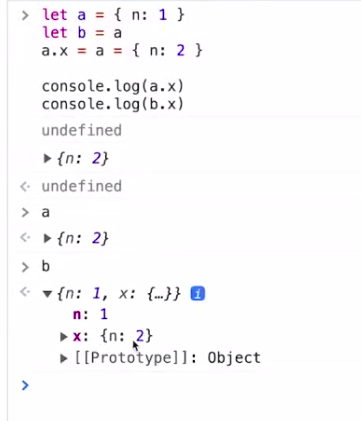 > let a = { n: 1 }
let b = a
a.x = a = { n: 2 }
console.log(a.x)
console.log(b.x)
undefined
▶ {n: 2}
<· undefined
> a
<· ▶ {n: 2}
> b
<· ▼ {n: 1, x: {…}} i
n: 1
▶ x: {n: 2}
▶ [[Prototype]]: Object
>